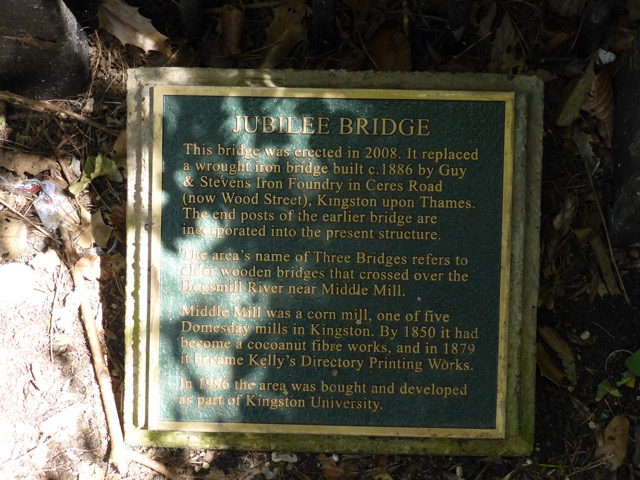 JUBILEE BRIDGE
This bridge was erected in 2008. It replaced
a wrought iron bridge built c.1886 by Guy
& Stevens Iron Foundry in Ceres Road
(now Wood Street), Kingston upon Thames.
The end posts of the earlier bridge are
incorporated into the present structure.
The area's name of Three Bridges refers to
older wooden bridges that crossed over the
Hogsmill River near Middle Mill.
Middle Mill was a corn mill, one of five
Domesday mills in Kingston. By 1850 it had
become a cocoanut fibre works, and in 1879
it became Kelly's Directory Printing Works.
In 1986 the area was bought and developed
as part of Kingston University.